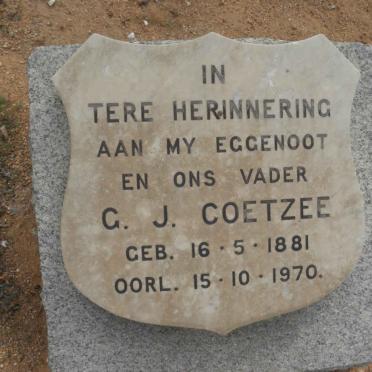 IN
TERE HERINNERING
AAN MY EGGENOOT
EN ONS VADER
G. J. COETZEE
GEB. 16·5·1881
OORL. 15·10·1970.